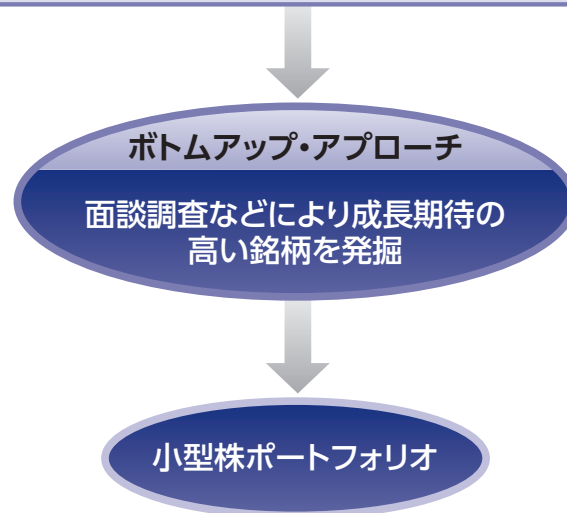 ボトムアップ・アプローチ
面談調査などにより成長期待の
高い銘柄を発掘
小型株ポートフォリオ